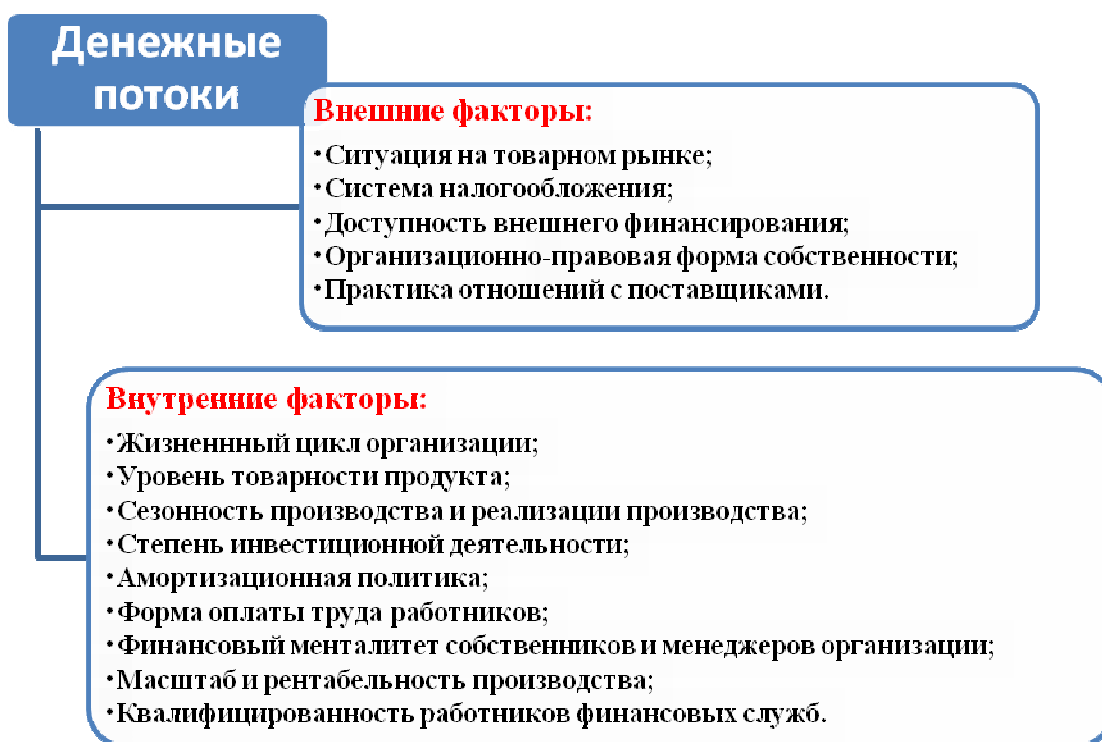 Денежные
потоки
Внешние факторы:
•Ситуация на товарном рынке;
•Система налогообложения;
•Доступность внешнего финансирования;
•Организационно-правовая форма собственности;
•Практика отношений с поставщиками.
Внутренние факторы:
•Жизненнный цикл организации;
•Уровень товарности продукта;
•Сезонность производства и реализации производства;
•Степень инвестиционной деятельности;
•Амортизационная политика;
•Форма оплаты труда работников;
•Финансовый менталитет собственников и менеджеров организации;
•Масштаб и рентабельность производства;
•Квалифицированность работников финансовых служб.